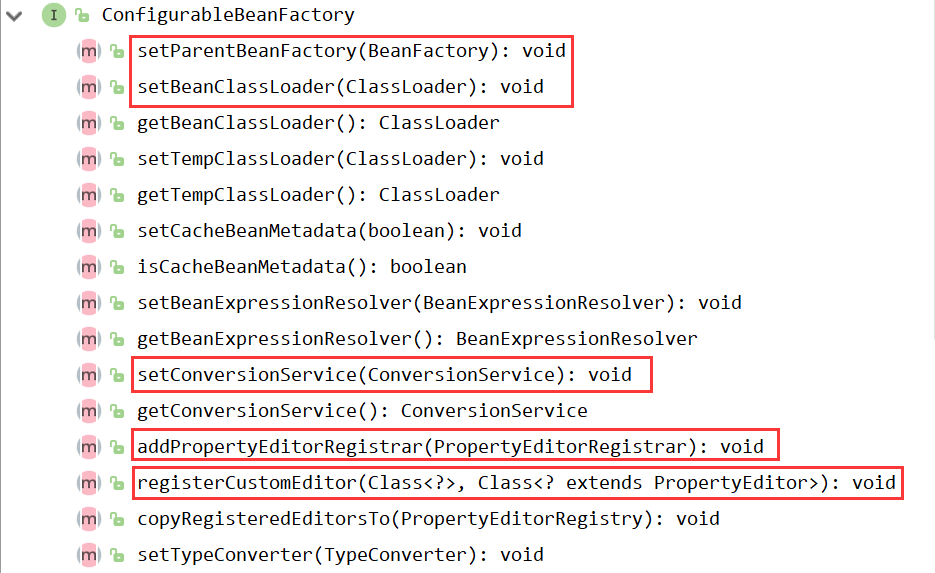 I ConfigurableBeanFactory
m setParentBeanFactory(BeanFactory): void
m setBeanClassLoader(ClassLoader): void
m getBeanClassLoader(): ClassLoader
m setTempClassLoader(ClassLoader): void
m getTempClassLoader(): ClassLoader
m setCacheBeanMetadata(boolean): void
m isCacheBeanMetadata(): boolean
m setBeanExpressionResolver(BeanExpressionResolver): void
m getBeanExpressionResolver(): BeanExpressionResolver
m setConversionService(ConversionService): void
m getConversionService(): ConversionService
m addPropertyEditorRegistrar(PropertyEditorRegistrar): void
m registerCustomEditor(Class<?>, Class<? extends PropertyEditor>): void
m copyRegisteredEditorsTo(PropertyEditorRegistry): void
m setTypeConverter(TypeConverter): void